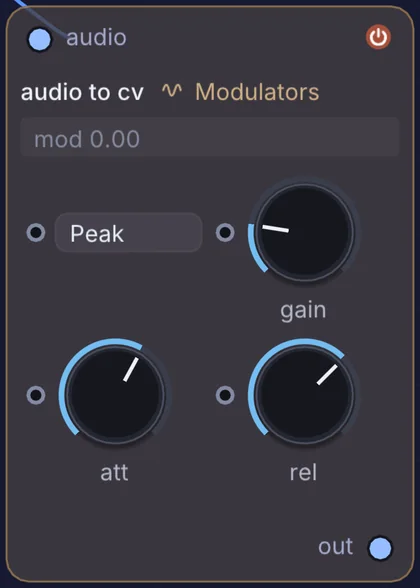 audio
audio to cv Modulators
mod 0.00
Peak
gain
att rel
out